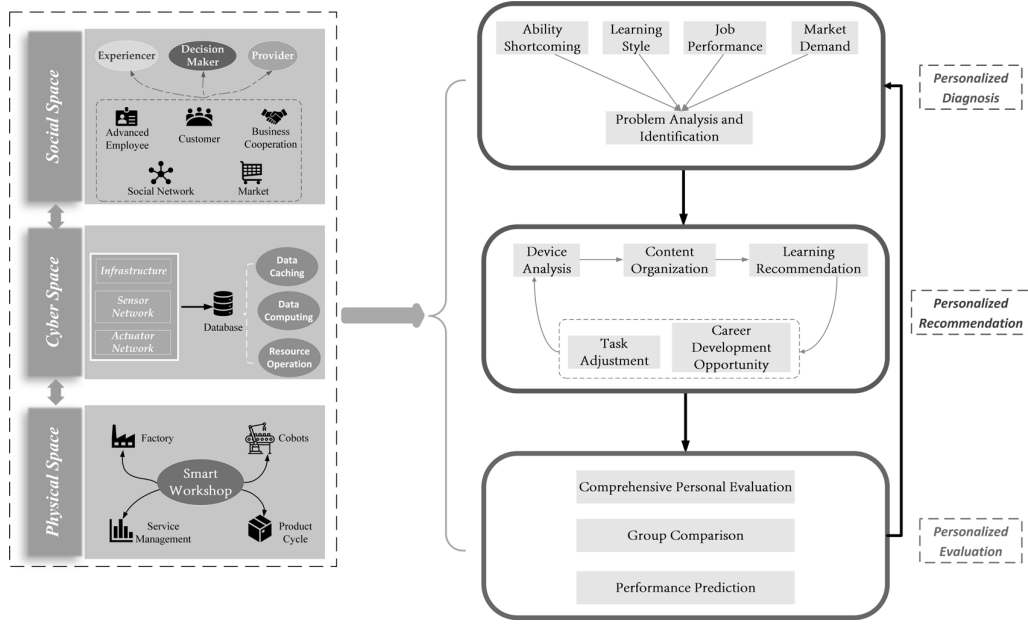 Social Space
Experiencer
Decision
Maker
Provider
Advanced
Employee
Customer
Business
Cooperation
Social Network
Market
Cyber Space
Infrastructure
Sensor
Network
Actuator
Network
Database
Data
Caching
Data
Computing
Resource
Operation
Physical Space
Factory
Cobots
Smart
Workshop
Service
Management
Product
Cycle
Ability
Shortcoming
Learning
Style
Job
Performance
Market
Demand
Problem Analysis and
Identification
Personalized
Diagnosis
Device
Analysis
Content
Organization
Learning
Recommendation
Task
Adjustment
Career
Development
Opportunity
Personalized
Recommendation
Comprehensive Personal Evaluation
Group Comparison
Performance Prediction
Personalized
Evaluation